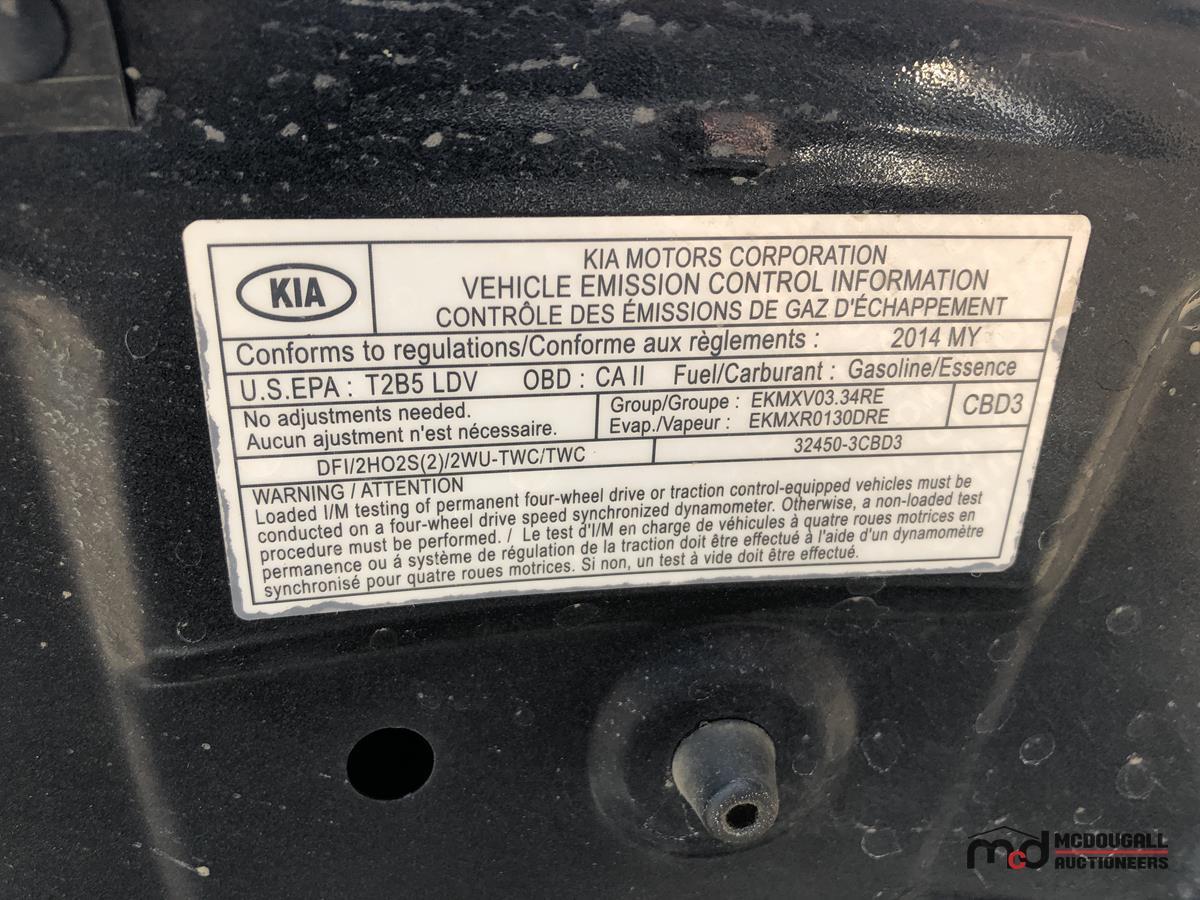 KIA
KIA MOTORS CORPORATION
VEHICLE EMISSION CONTROL INFORMATION
CONTRÔLE DES ÉMISSIONS DE GAZ D'ÉCHAPPEMENT
Conforms to regulations/Conforme aux règlements : 2014 MY
U.S.EPA : T2B5 LDV OBD : CA II Fuel/Carburant : Gasoline/Essence
No adjustments needed.
Aucun ajustment n'est nécessaire.
Group/Groupe : EKMXV03.34RE
Evap./Vapeur : EKMXR0130DRE
CBD3
DFI/2HO2S(2)/2WU-TWC/TWC
32450-3CBD3
WARNING / ATTENTION
Loaded I/M testing of permanent four-wheel drive or traction control-equipped vehicles must be
conducted on a four-wheel drive speed synchronized dynamometer. Otherwise, a non-loaded test
procedure must be performed. / Le test d'I/M en charge de véhicules à quatre roues motrices en
permanence ou á système de régulation de la traction doit être effectué à l'aide d'un dynamomètre
synchronisé pour quatre roues motrices. Si non, un test à vide doit être effectué.
mcd MCDOUGALL
AUCTIONEERS